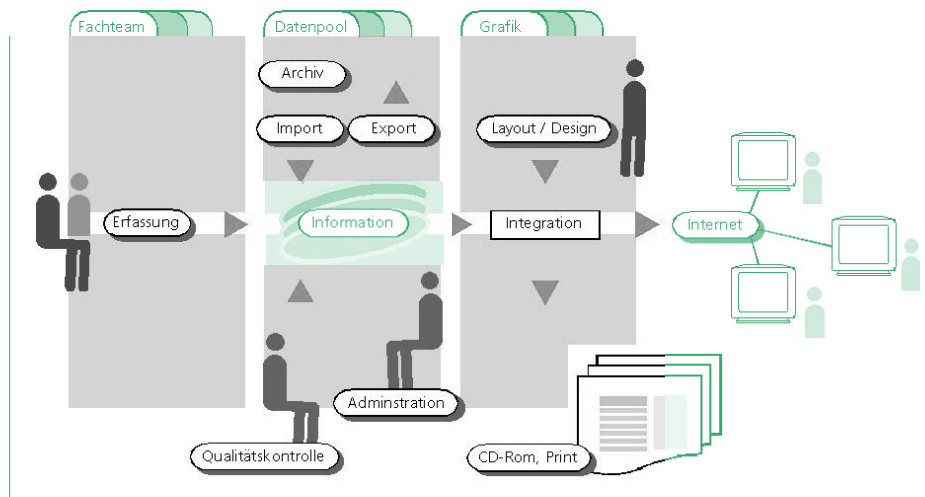 Fachteam
Datenpool
Grafik
Archiv
Import
Export
Layout / Design
Erfassung
Information
Integration
Internet
Adminstration
Qualitätskontrolle
CD-Rom, Print